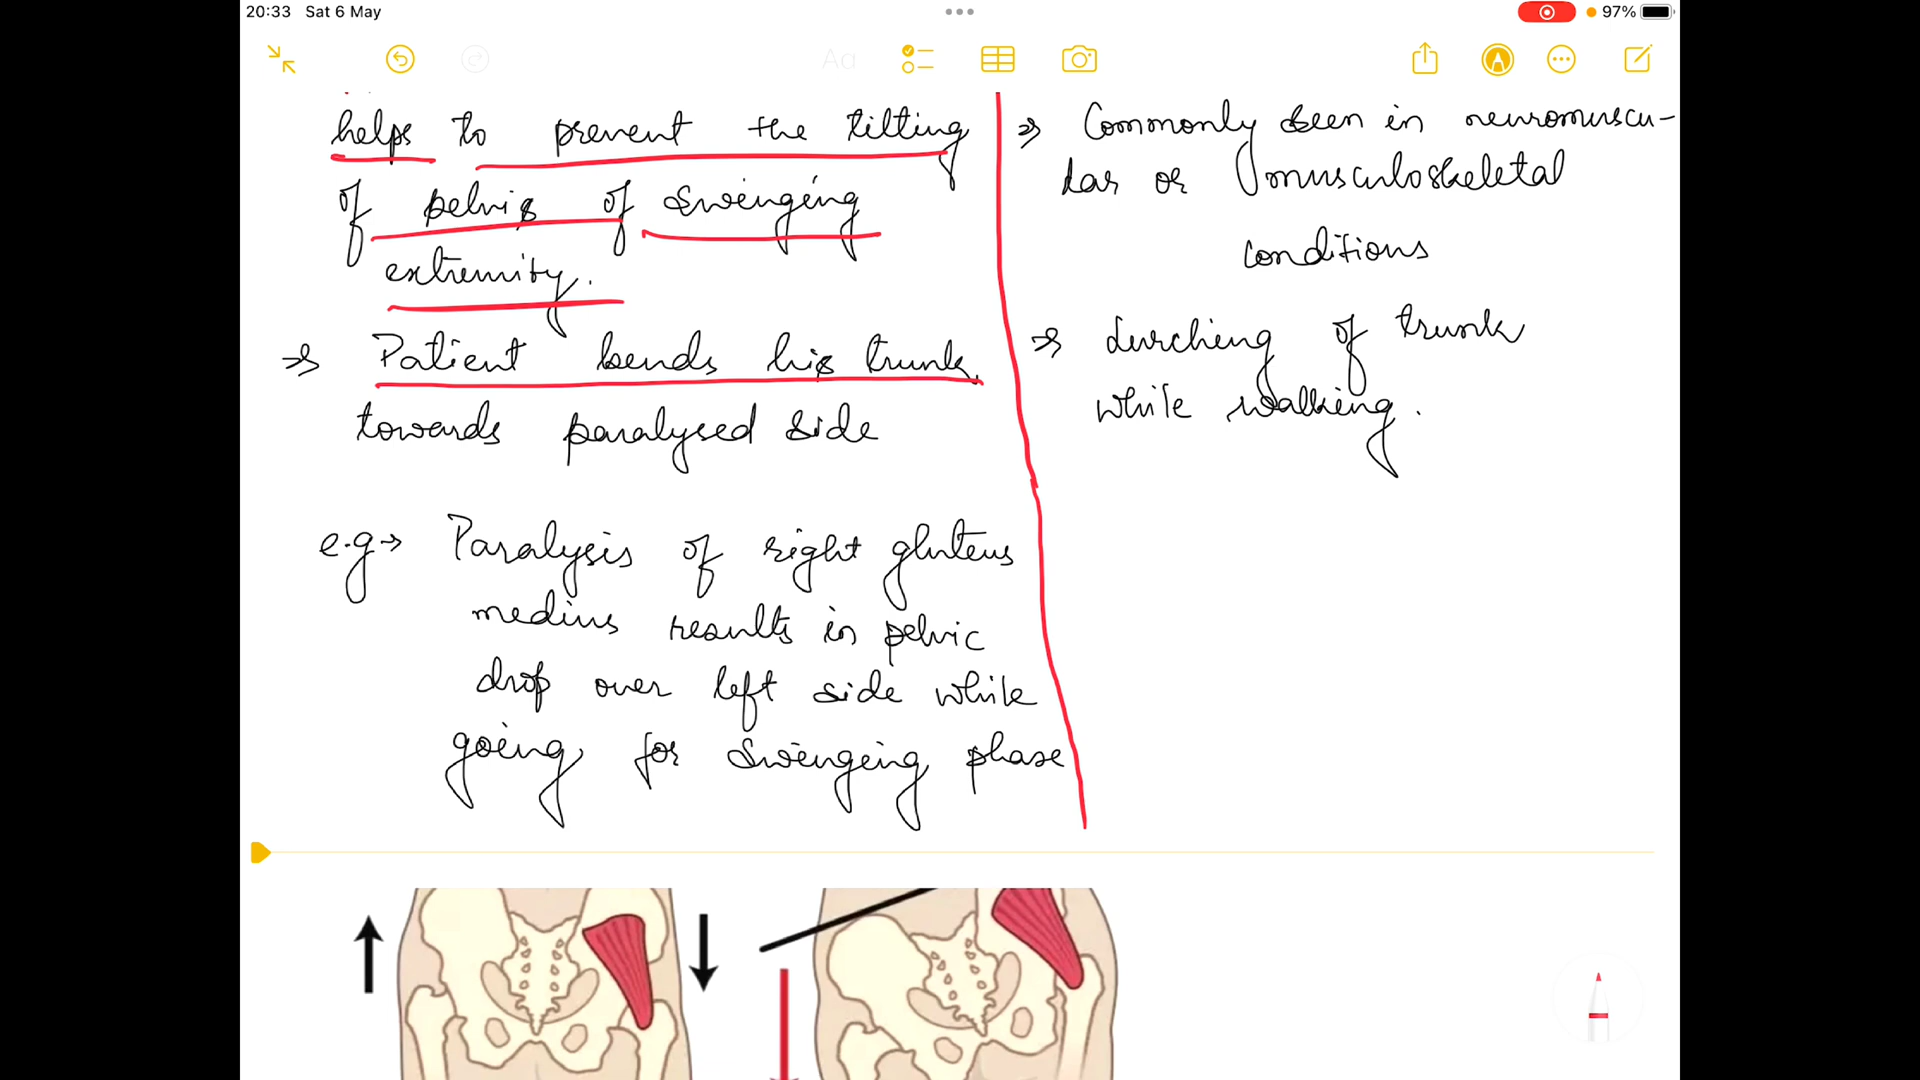 20:33 Sat 6 May
97%
Aa
helps to prevent the tilting
of pelvis of swinging
extremity.
⇒ Patient bends his trunk
towards paralysed side
e.g → Paralysis of right gluteus
medius results in pelvic
drop over left side while
going for swinging phase
⇒ Commonly seen in neuromuscu-
lar or musculoskeletal
conditions
⇒ Lurching of trunk
while walking.